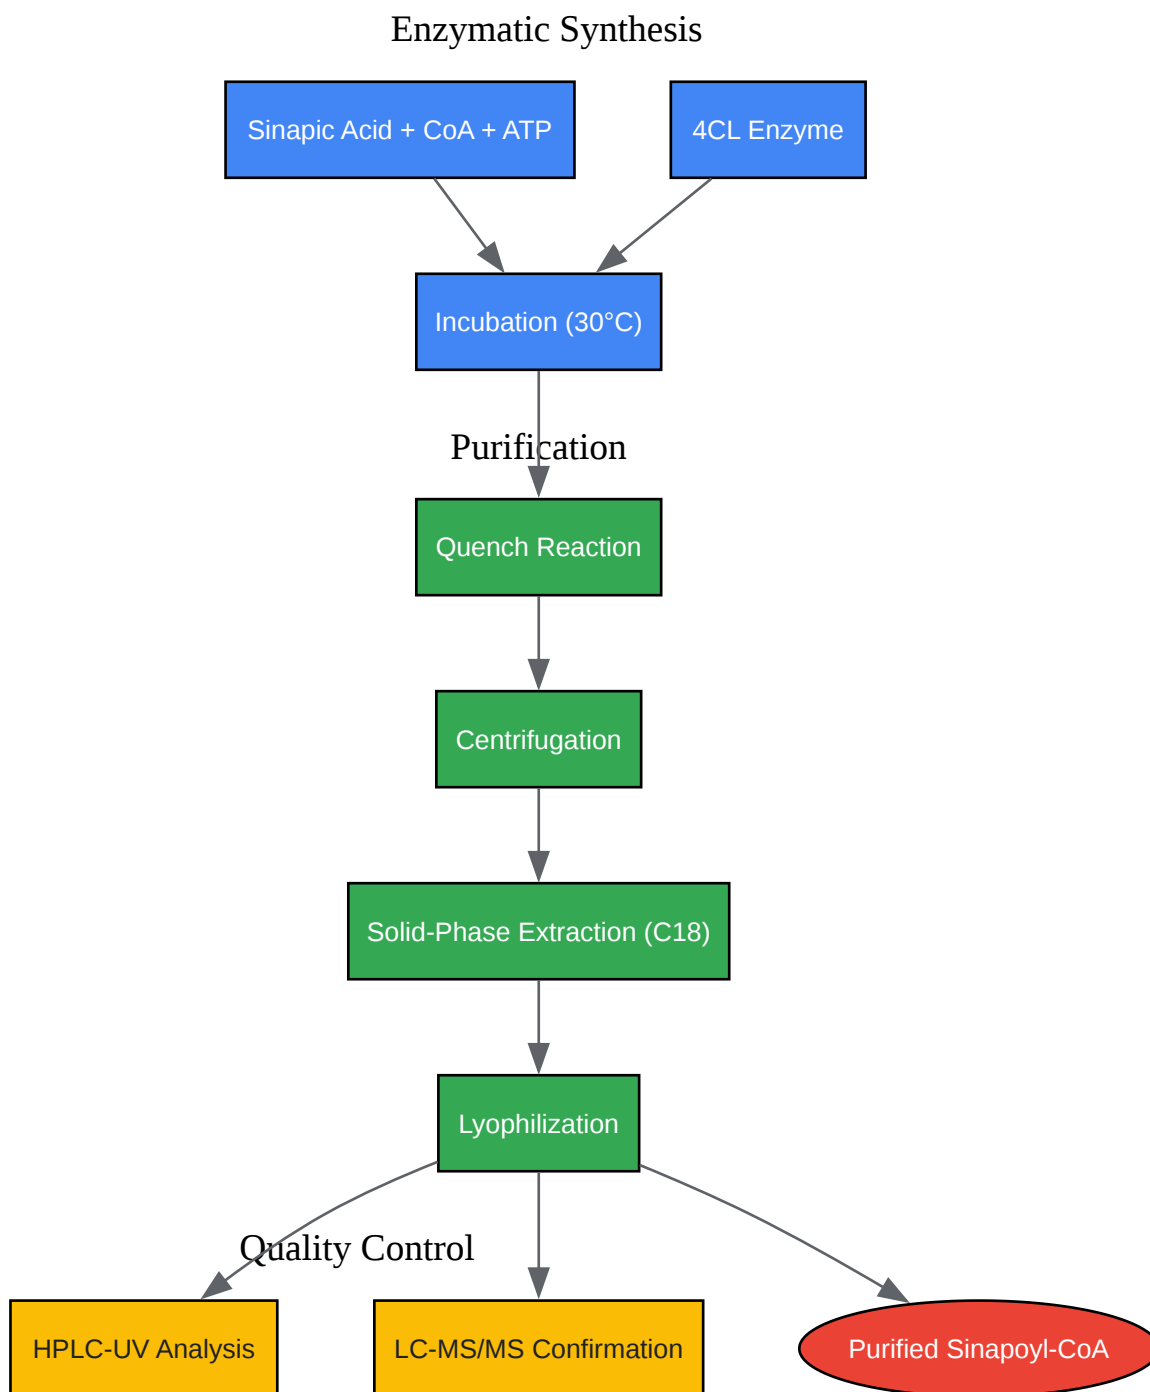 Enzymatic Synthesis
Sinapic Acid + CoA + ATP
4CL Enzyme
Incubation (30°C)
Purification
Quench Reaction
Centrifugation
Solid-Phase Extraction (C18)
Lyophilization
Quality Control
HPLC-UV Analysis
LC-MS/MS Confirmation
Purified Sinapoyl-CoA